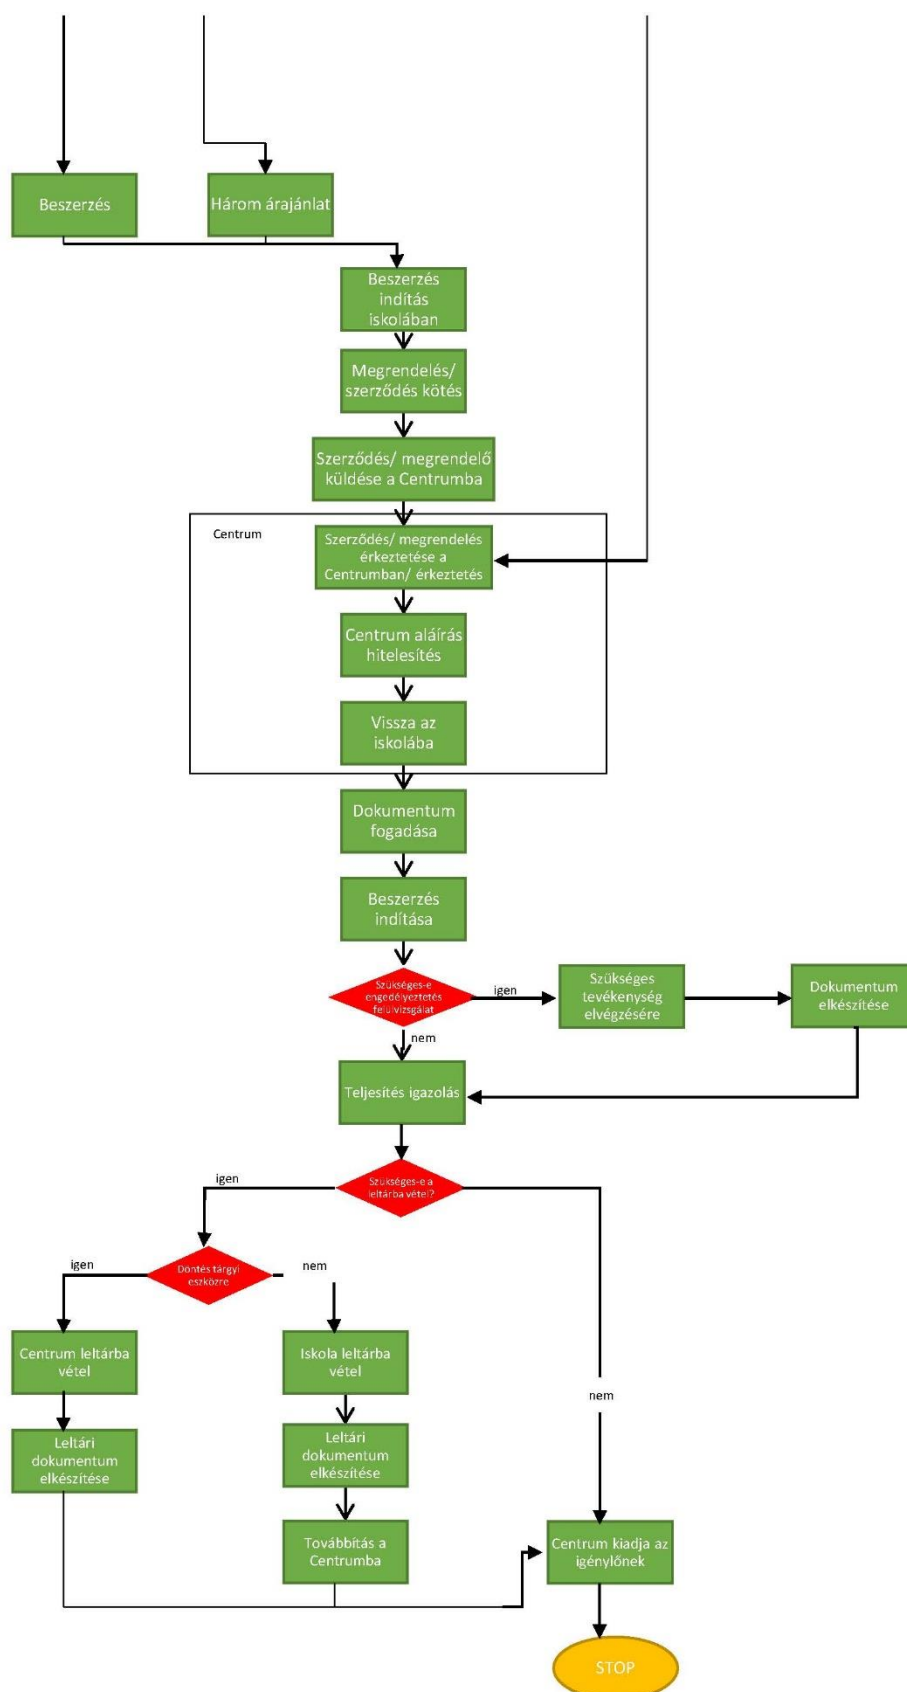 Beszerzés
Három árajánlat
Beszerzés
indítás
iskolában
Megrendelés/
szerződés kötés
Szerződés/ megrendelő
küldése a Centrumba
Centrum
Szerződés/ megrendelés
érkeztetése a
Centrumban/ érkeztetés
Centrum aláírás
hitelesítés
Vissza az
iskolába
Dokumentum
fogadása
Beszerzés
indítása
Szükséges-e
engedélyeztetés
felülvizsgálat
igen
Szükséges
tevékenység
elvégzésére
Dokumentum
elkészítése
nem
Teljesítés igazolás
Szükséges-e a
leltárba vétel?
igen
Döntés tárgyi
eszközre
igen
nem
Centrum leltárba
vétel
Iskola leltárba
vétel
nem
Leltári
dokumentum
elkészítése
Leltári
dokumentum
elkészítése
Továbbítás a
Centrumba
Centrum kiadja az
igénylőnek
STOP